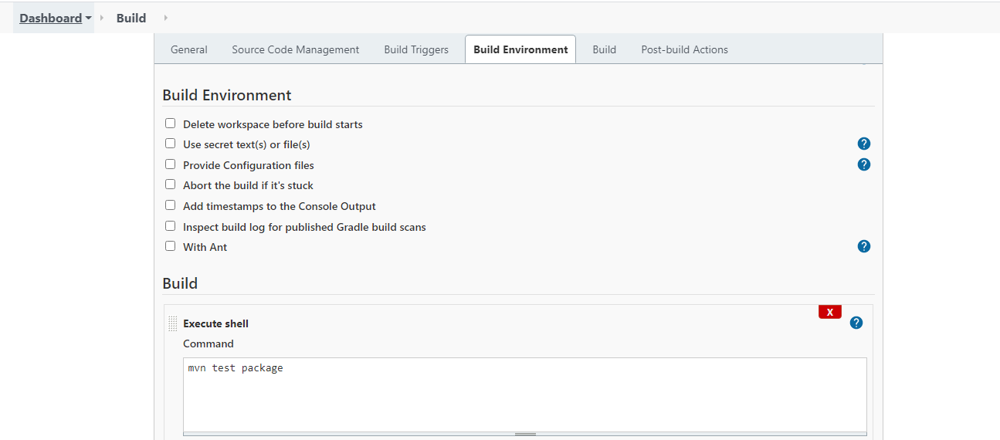 Dashboard Build
General Source Code Management Build Triggers Build Environment Build Post-build Actions
Build Environment
Delete workspace before build starts
Use secret text(s) or file(s) ?
Provide Configuration files ?
Abort the build if it's stuck
Add timestamps to the Console Output
Inspect build log for published Gradle build scans
With Ant ?
Build
X
Execute shell ?
Command
mvn test package